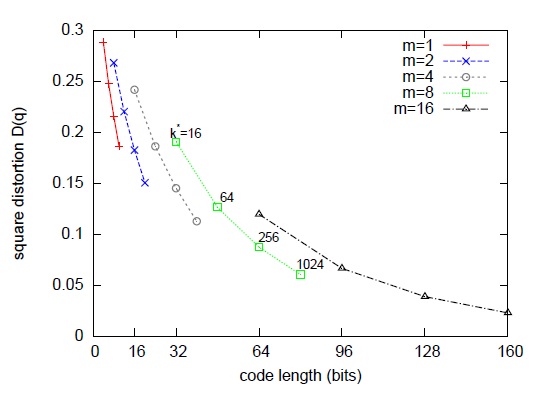 0.3
0.25
0.2
0.15
0.1
0.05
0
square distortion D(q)
m=1
m=2
m=4
m=8
m=16
k*=16
64
256
1024
0 16 32 64 96 128 160
code length (bits)